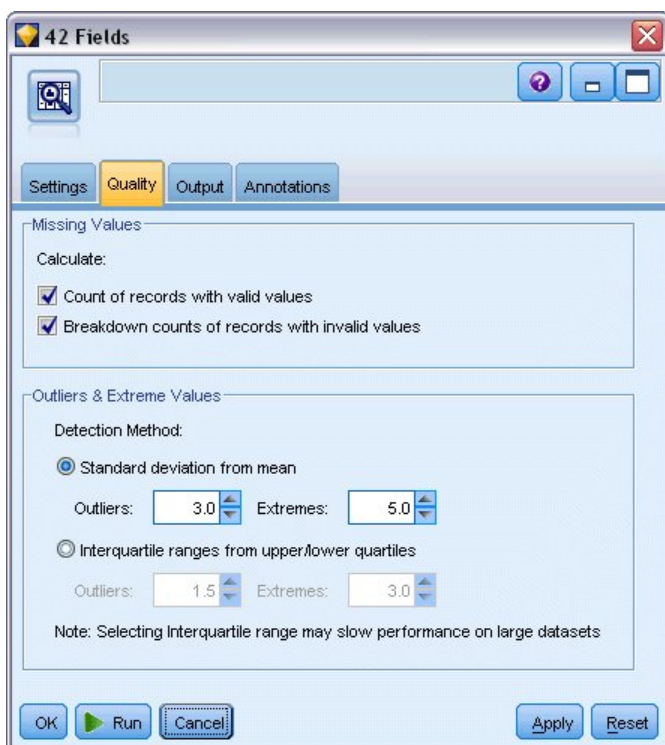 42 Fields
?
Settings Quality Output Annotations
Missing Values
Calculate:
Count of records with valid values
Breakdown counts of records with invalid values
Outliers & Extreme Values
Detection Method:
Standard deviation from mean
Outliers: 3.0 Extremes: 5.0
Interquartile ranges from upper/lower quartiles
Outliers: 1.5 Extremes: 3.0
Note: Selecting Interquartile range may slow performance on large datasets
OK Run Cancel Apply Reset